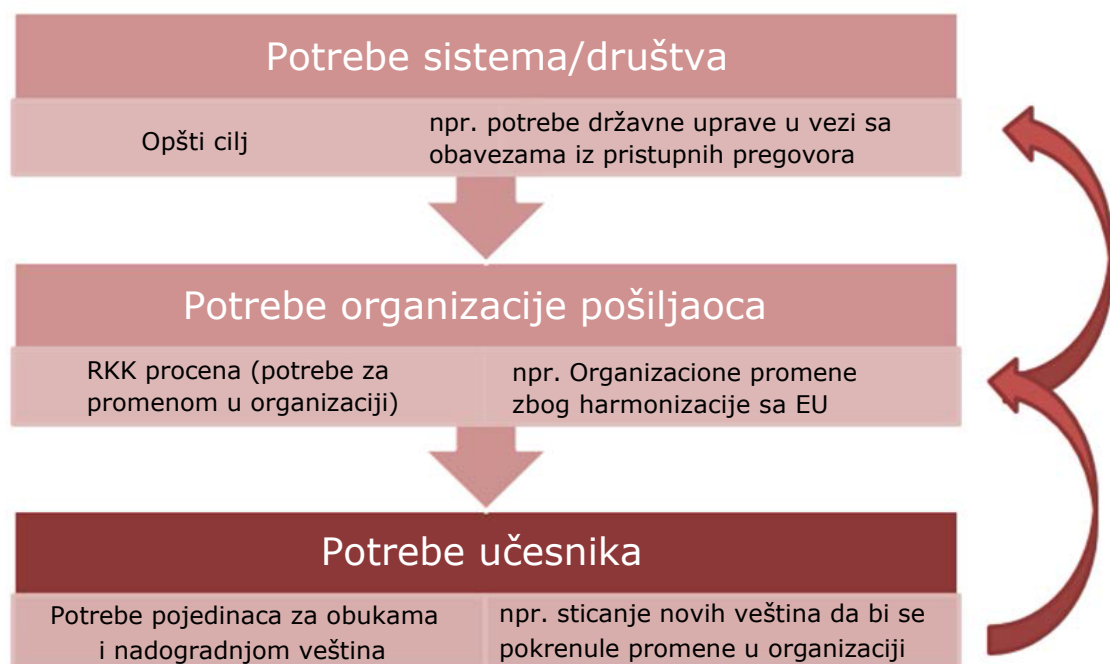 Potrebe sistema/društva
Opšti cilj
npr. potrebe državne uprave u vezi sa
obavezama iz pristupnih pregovora
Potrebe organizacije pošiljaoca
RKK procena (potrebe za
promenom u organizaciji)
npr. Organizacione promene
zbog harmonizacije sa EU
Potrebe učesnika
Potrebe pojedinaca za obukama
i nadogradnjom veština
npr. sticanje novih veština da bi se
pokrenule promene u organizaciji